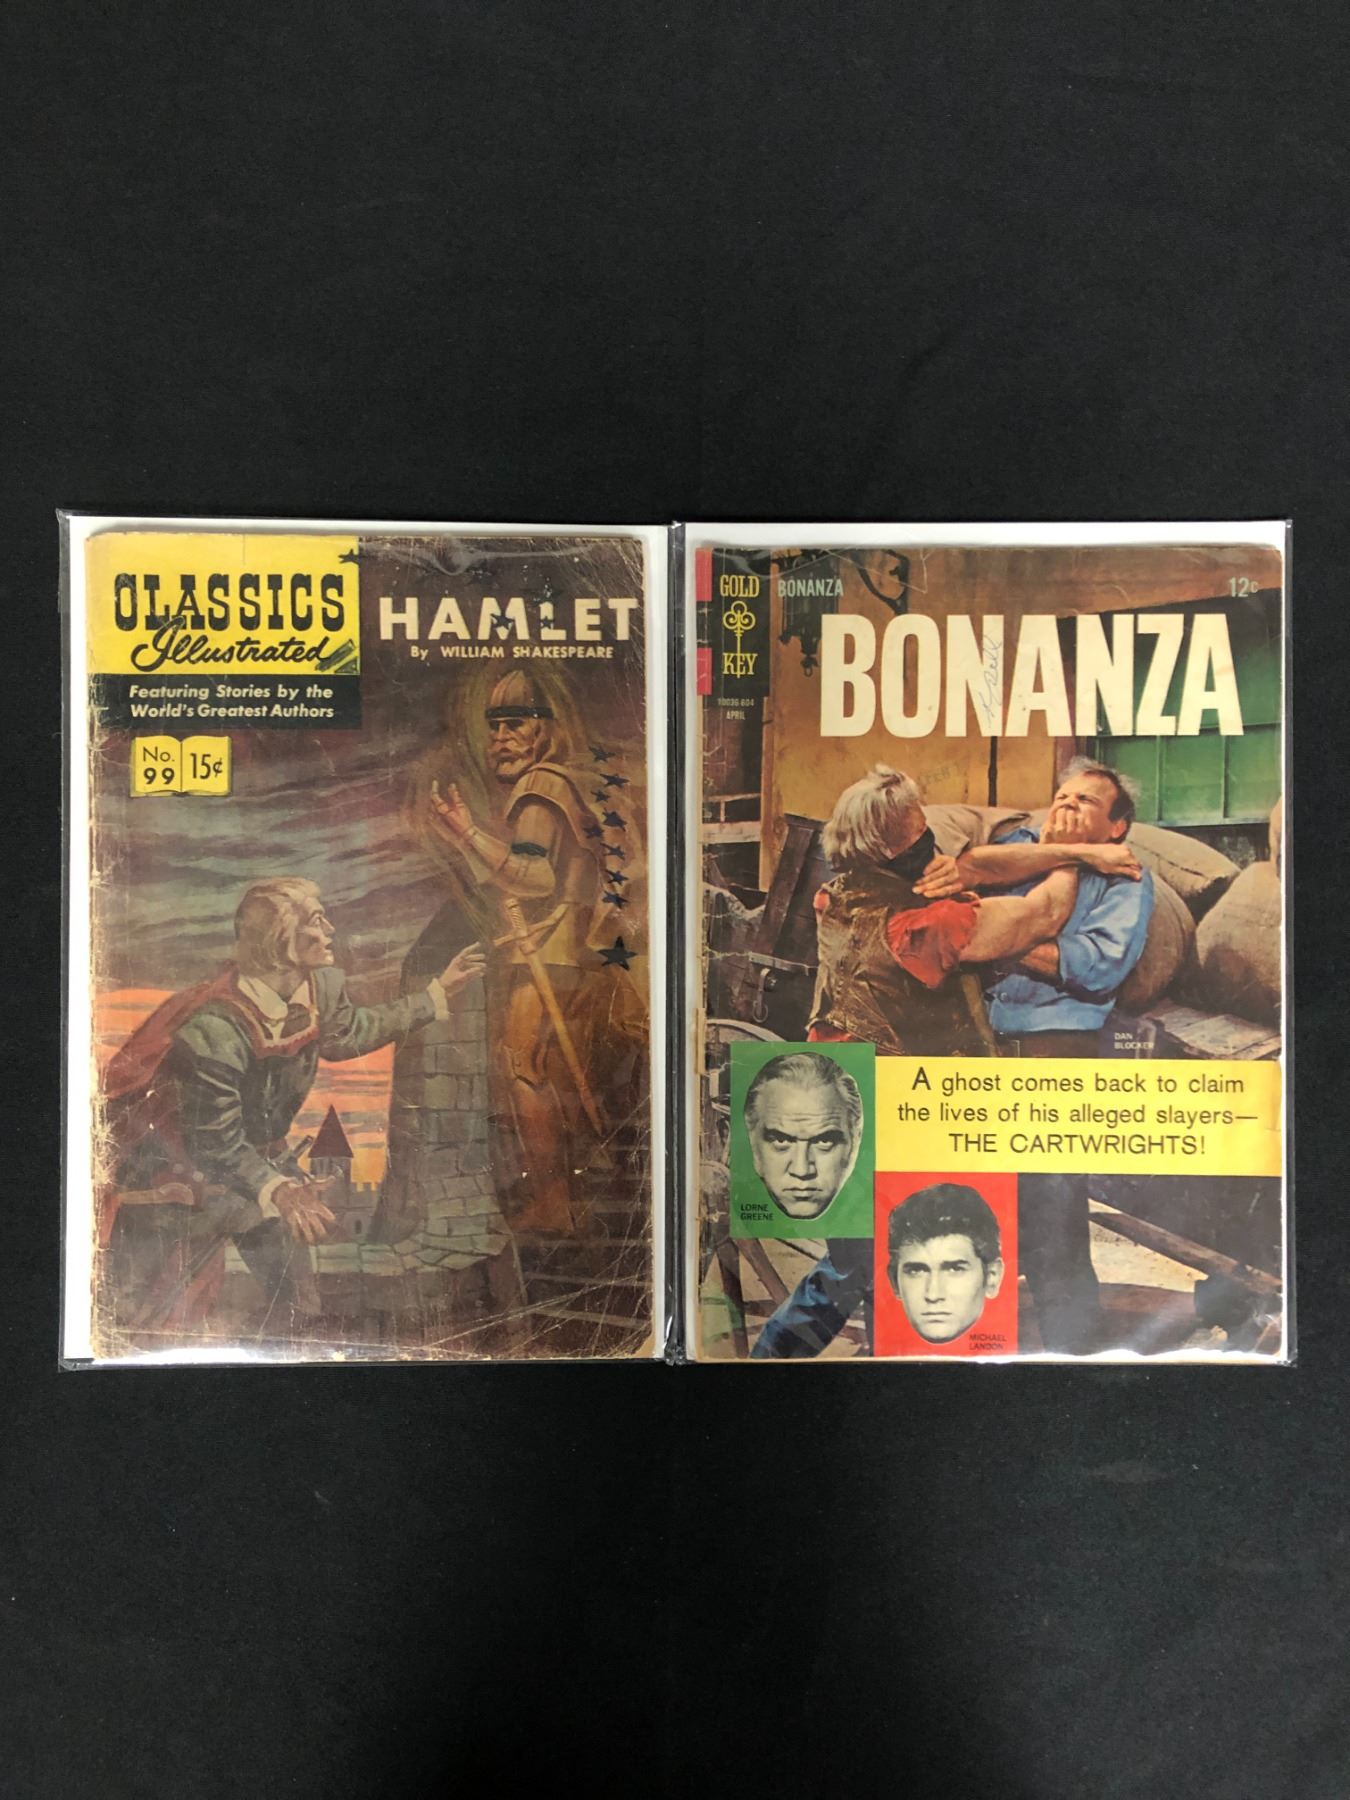 CLASSICS
Illustrated
Featuring Stories by the
World's Greatest Authors
No.
99
15¢
HAMLET
By WILLIAM SHAKESPEARE
GOLD
KEY
10036-604
APRIL
BONANZA
12¢
BONANZA
DAN
BLOCKER
A ghost comes back to claim
the lives of his alleged slayers—
THE CARTWRIGHTS!
LORNE
GREENE
MICHAEL
LANDON